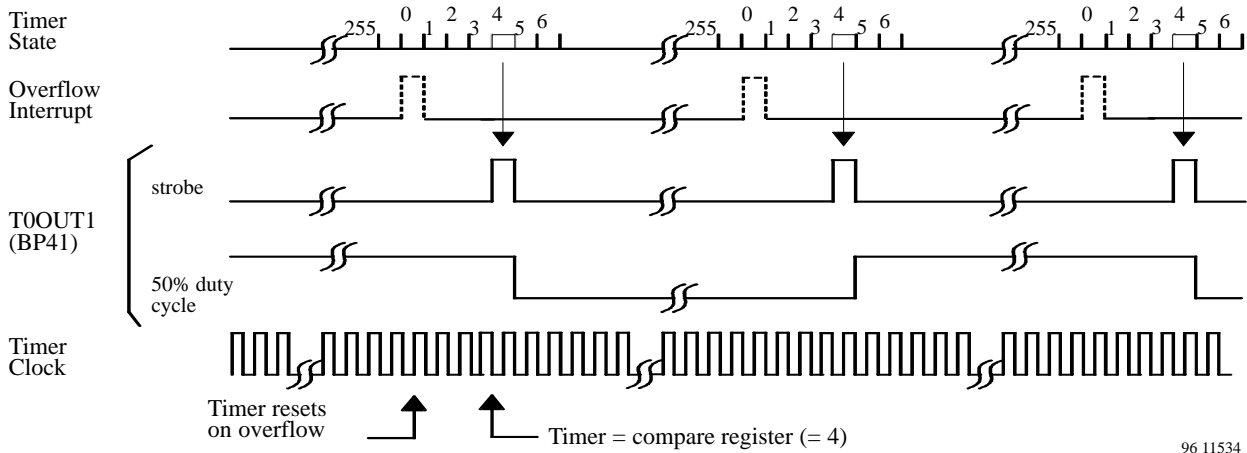 Timer
State
255 0 1 2 3 4 5 6
255 0 1 2 3 4 5 6
255 0 1 2 3 4 5 6
Overflow
Interrupt
T0OUT1
(BP41)
strobe
50% duty
cycle
Timer
Clock
Timer resets
on overflow
Timer = compare register (= 4)
96 11534